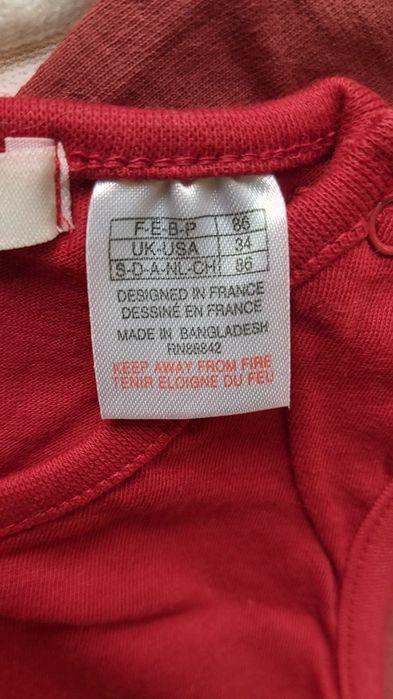 F-E-B-P 86
UK-USA 34
S-D-A-NL-CH 86
DESIGNED IN FRANCE
DESSINÉ EN FRANCE
MADE IN BANGLADESH
RN88842
KEEP AWAY FROM FIRE
TENIR ELOIGNE DU FEU